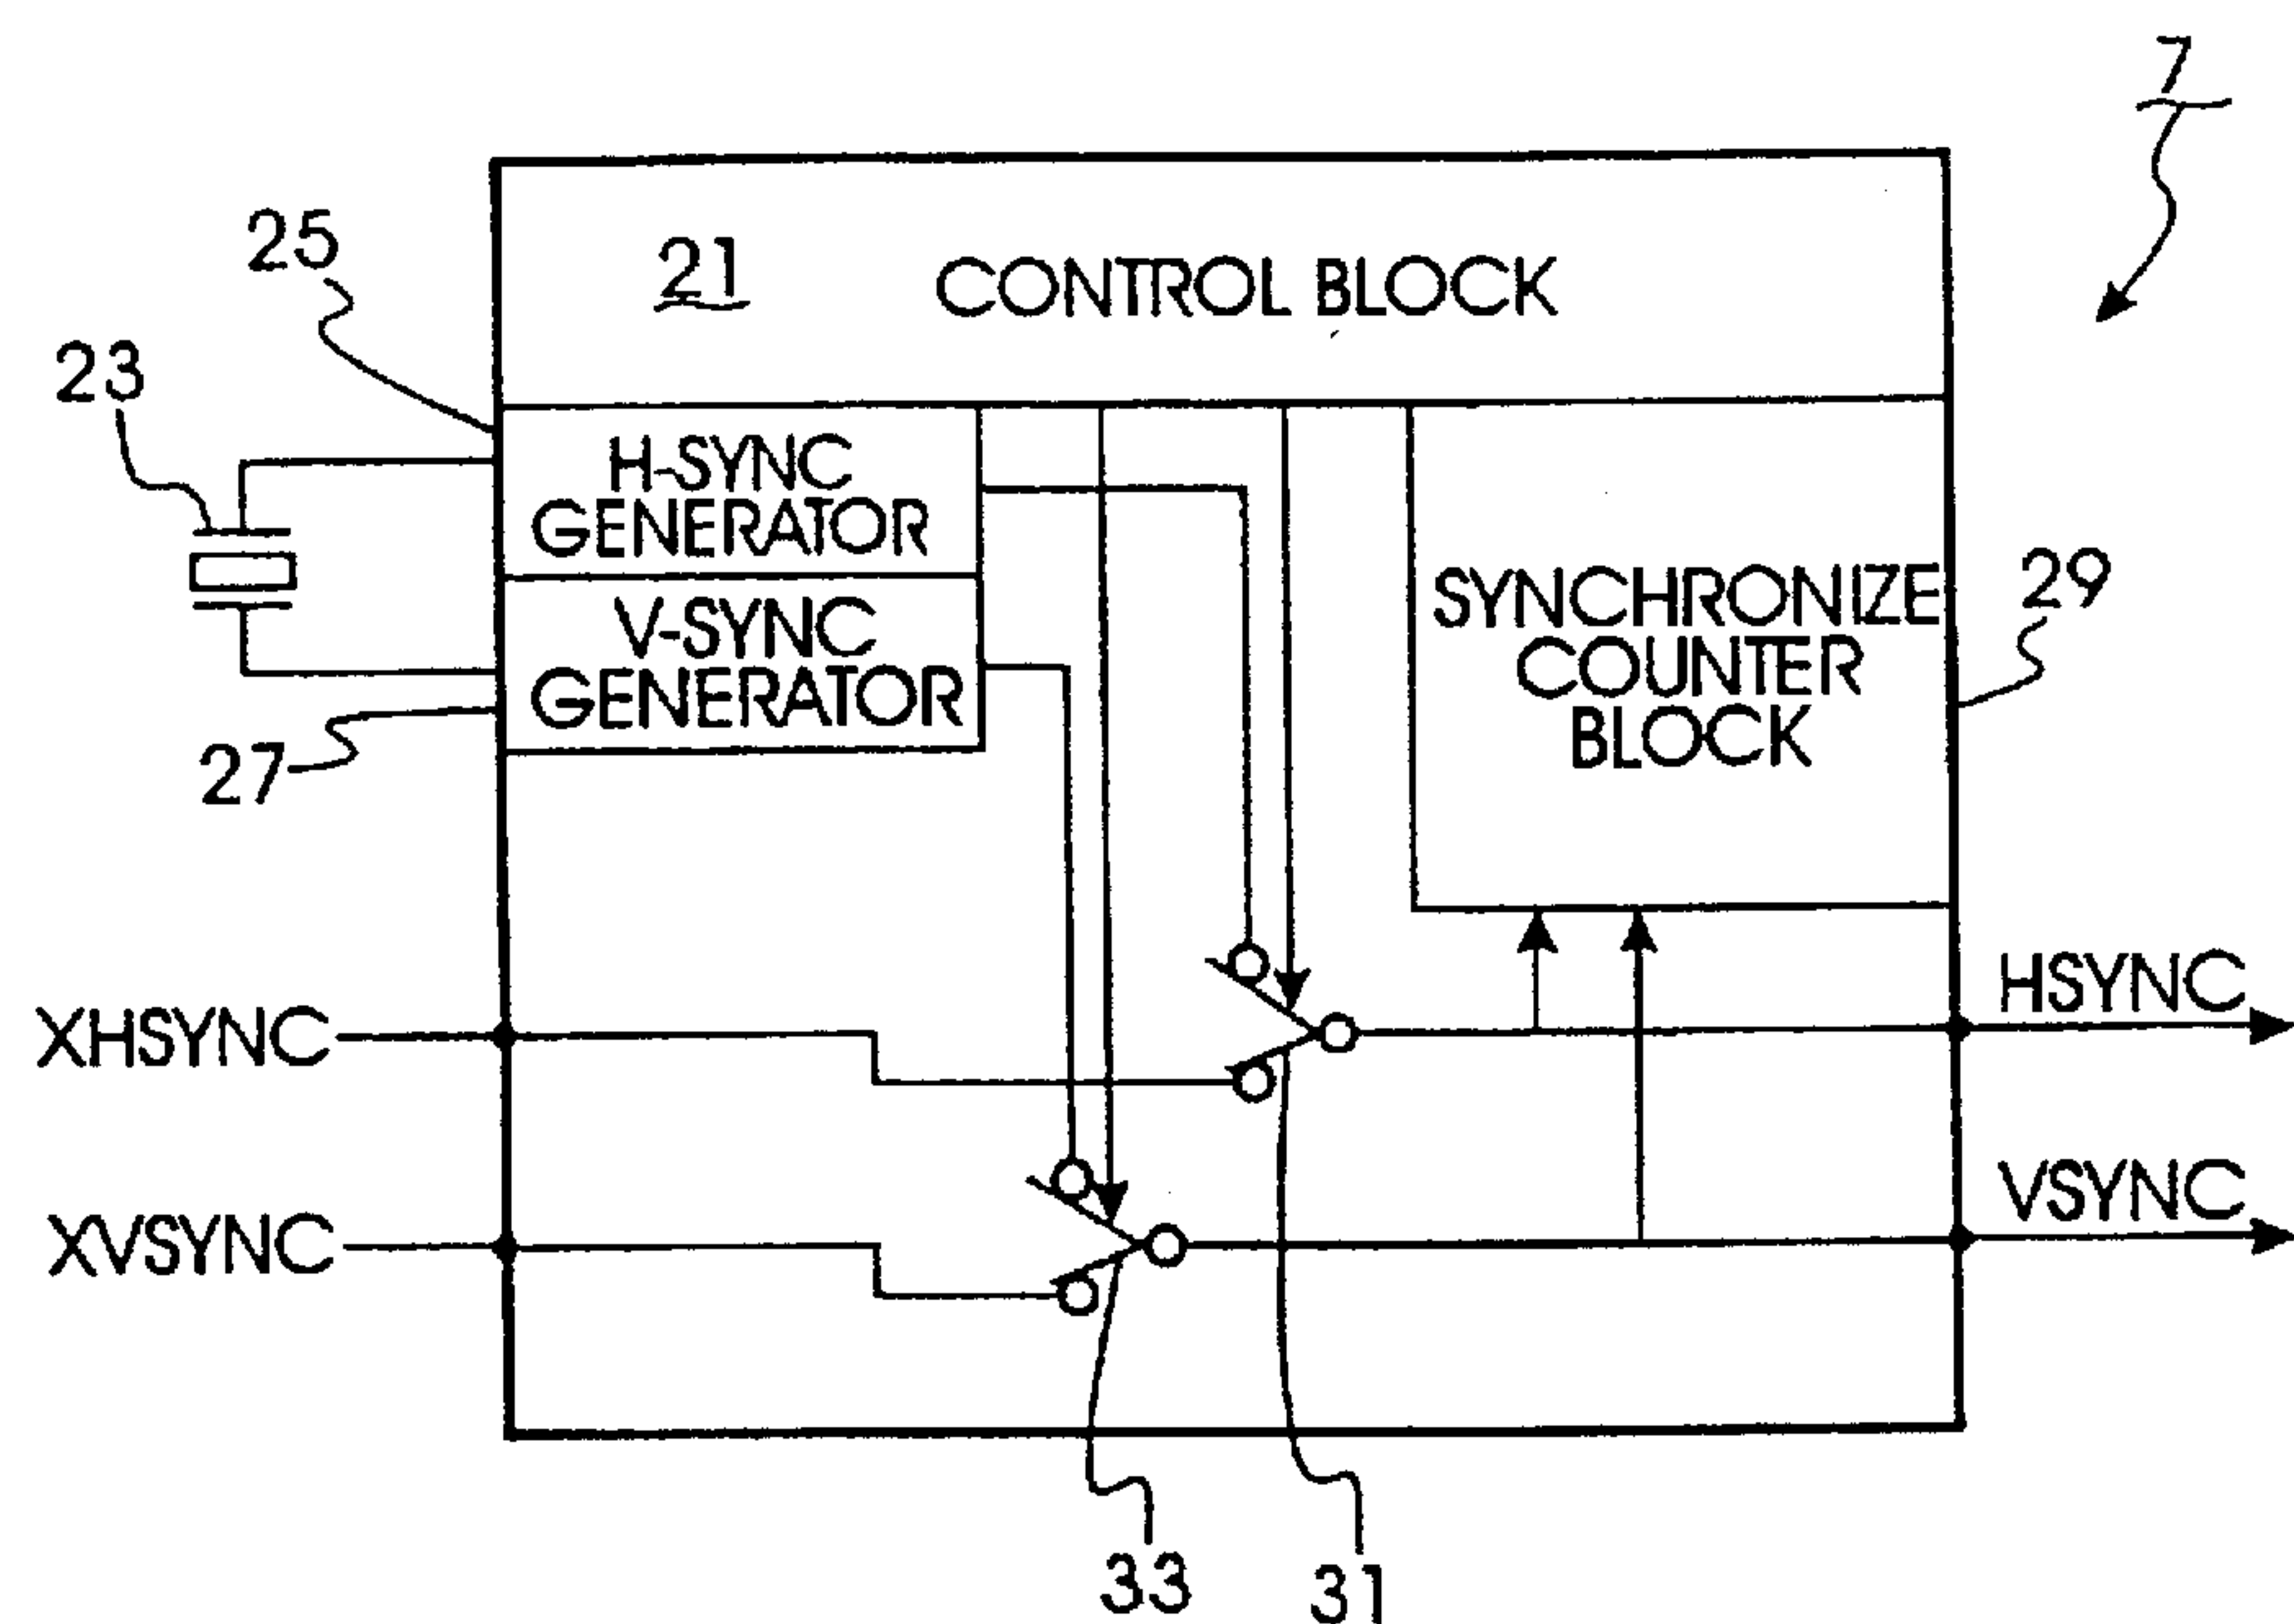 7
25
21
CONTROL BLOCK
23
H-SYNC
GENERATOR
V-SYNC
GENERATOR
SYNCHRONIZE
COUNTER
BLOCK
29
27
XHSYNC
HSYNC
XVSYNC
VSYNC
33
31